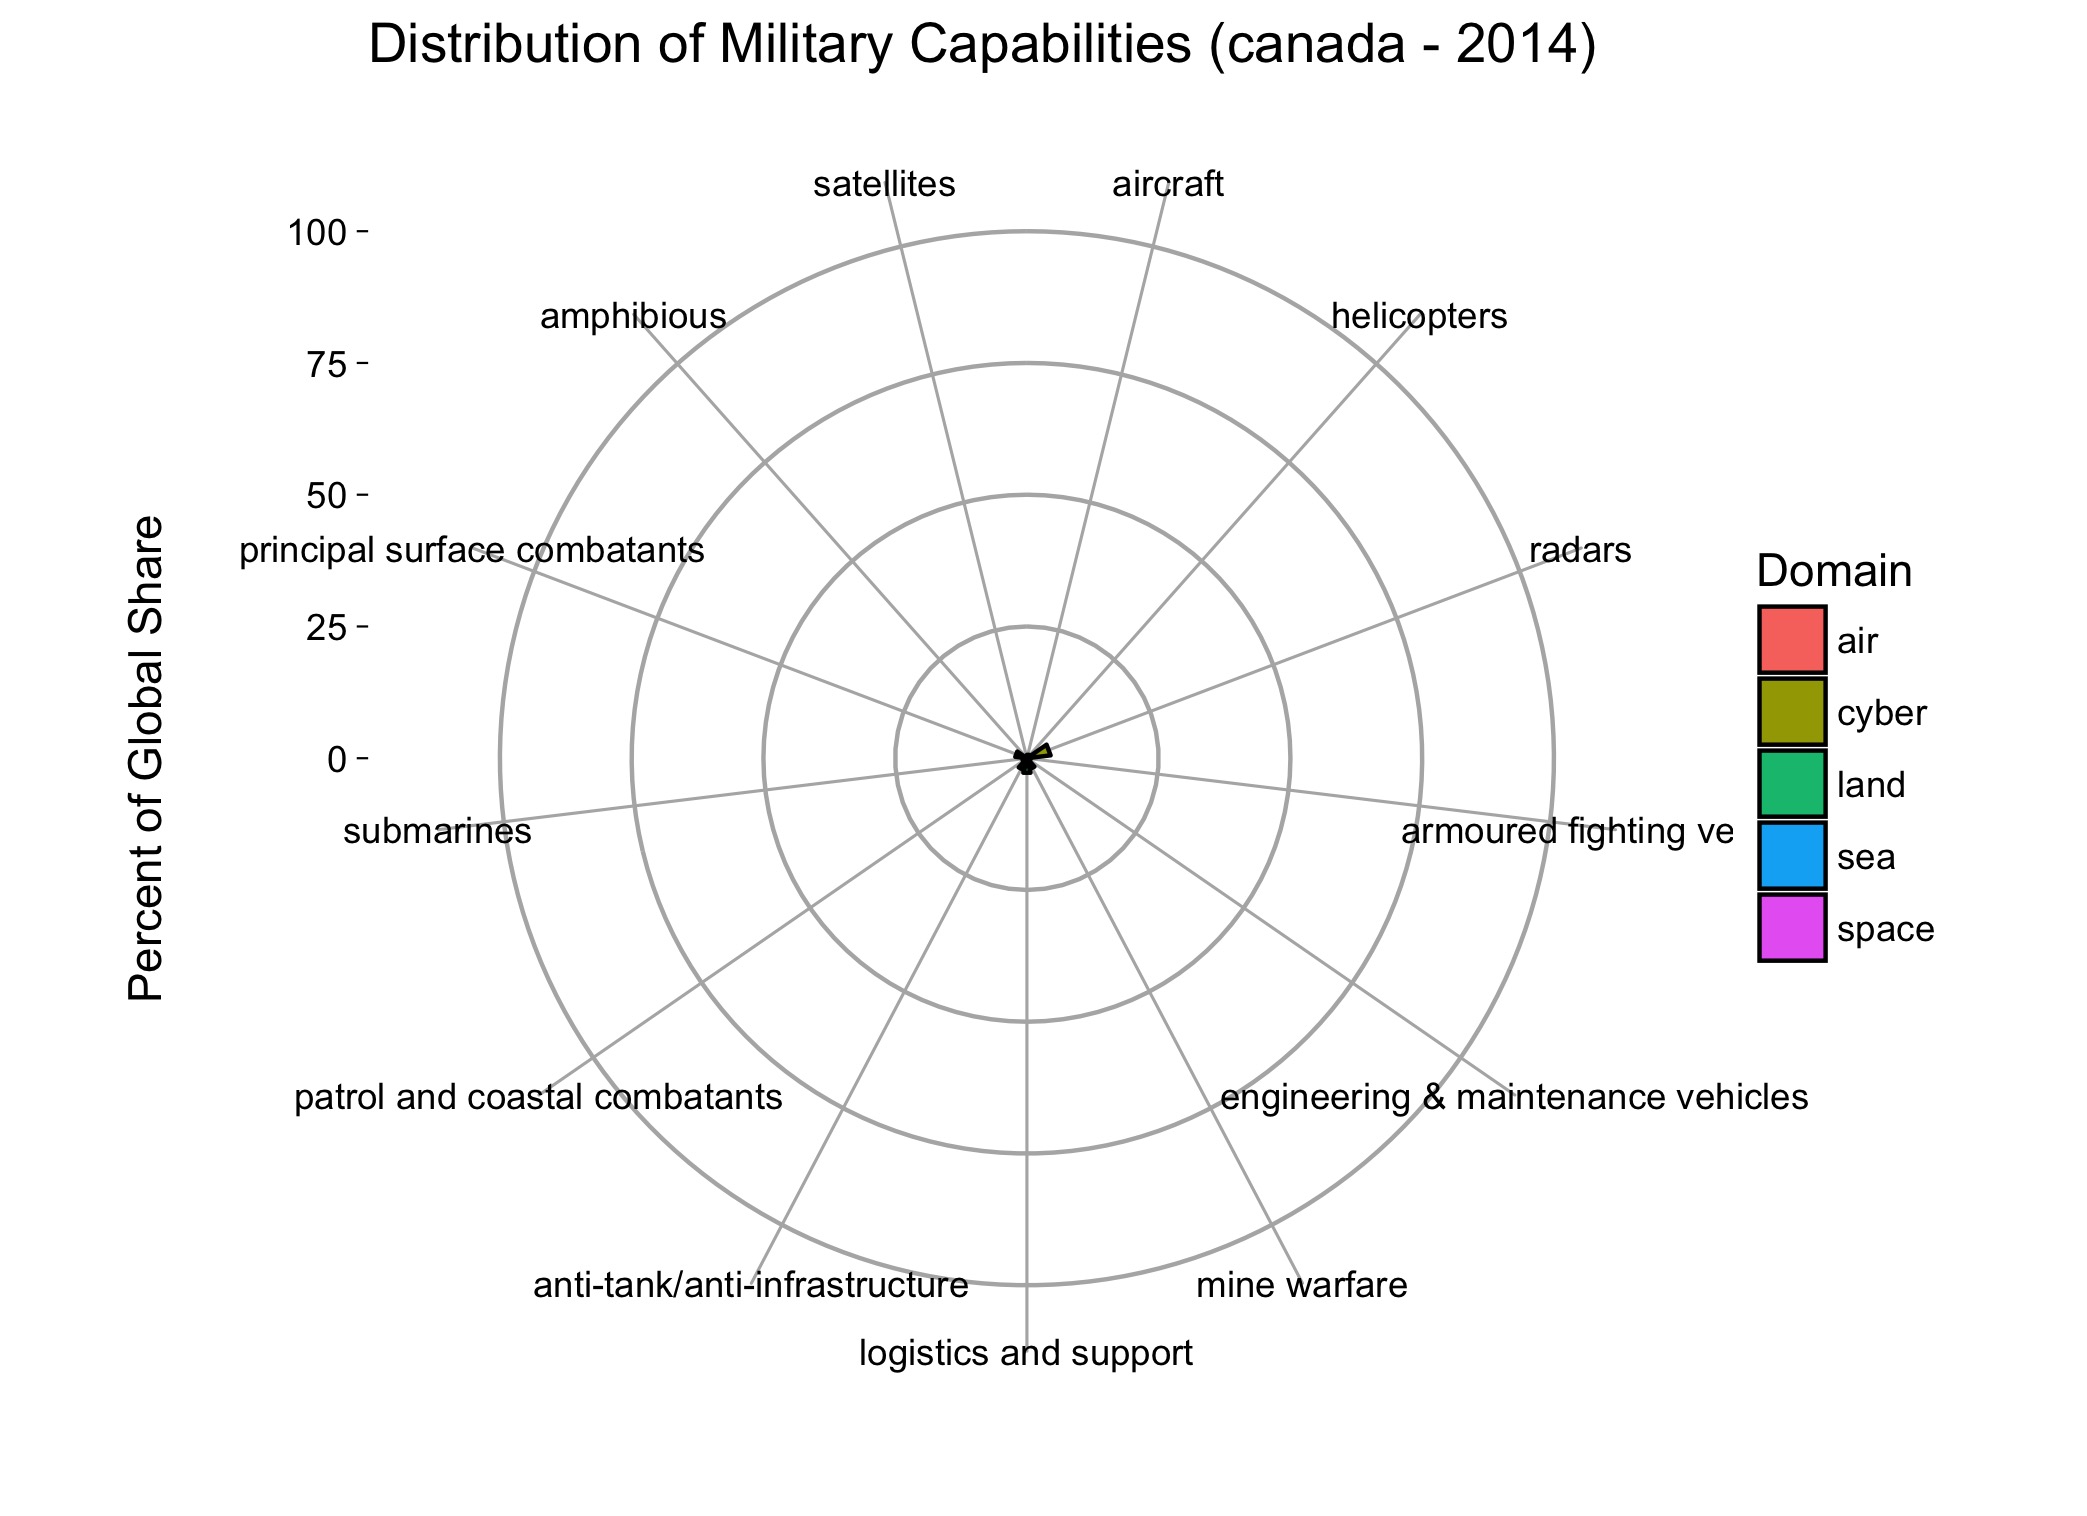 Distribution of Military Capabilities (canada - 2014)
satellites
aircraft
100
amphibious
helicopters
75
50
principal surface combatants
radars
25
0
Percent of Global Share
submarines
armoured fighting ve
patrol and coastal combatants
engineering & maintenance vehicles
anti-tank/anti-infrastructure
mine warfare
logistics and support
Domain
air
cyber
land
sea
space